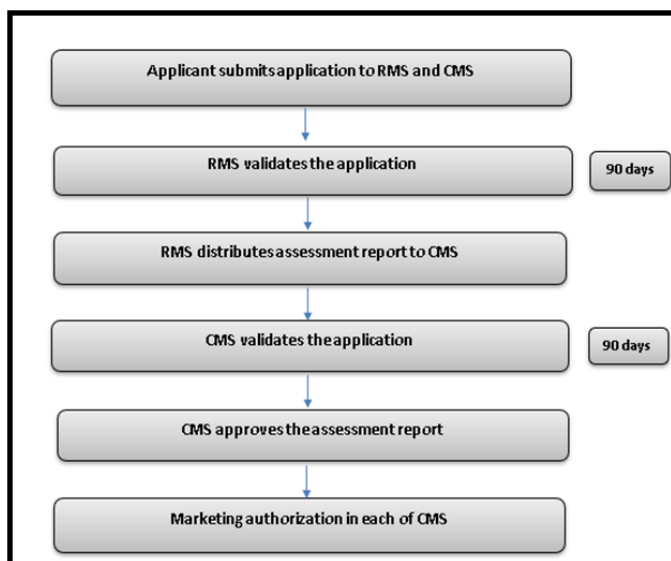 Applicant submits application to RMS and CMS
RMS validates the application
90 days
RMS distributes assessment report to CMS
CMS validates the application
90 days
CMS approves the assessment report
Marketing authorization in each of CMS